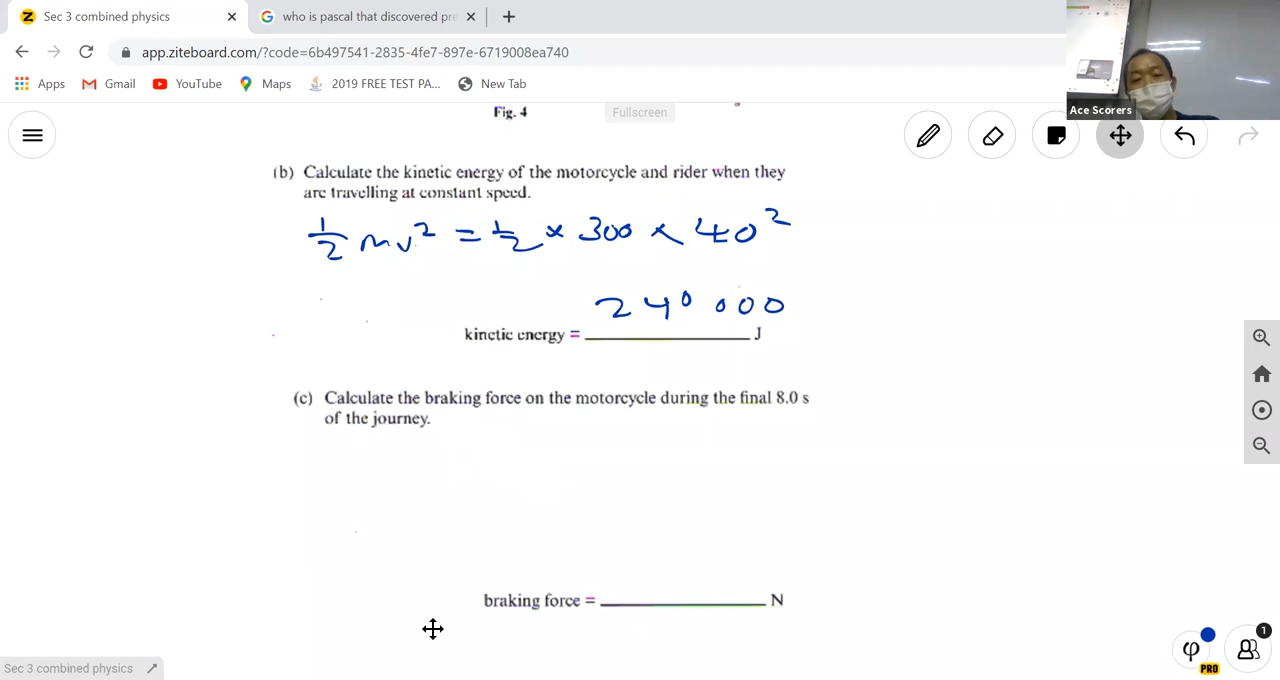 Sec 3 combined physics
who is pascal that discovered pre
app.ziteboard.com/?code=6b497541-2835-4fe7-897e-6719008ea740
Apps Gmail YouTube Maps 2019 FREE TEST PA... New Tab
Ace Scorers
Fig. 4
Fullscreen
(b) Calculate the kinetic energy of the motorcycle and rider when they
are travelling at constant speed.
½ mv² = ½ × 300 × 40²
240 000
kinetic energy = ____________ J
(c) Calculate the braking force on the motorcycle during the final 8.0 s
of the journey.
braking force = ____________ N
1
φ
PRO
Sec 3 combined physics